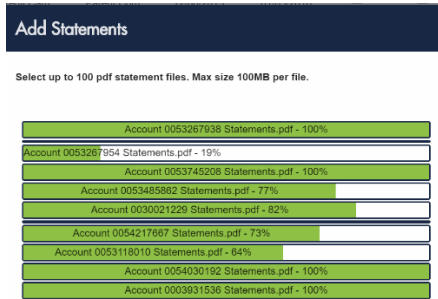 Add Statements
Select up to 100 pdf statement files. Max size 100MB per file.
Account 0053267938 Statements.pdf - 100%
Account 0053267954 Statements.pdf - 19%
Account 0053745208 Statements.pdf - 100%
Account 0053485862 Statements.pdf - 77%
Account 0030021229 Statements.pdf - 82%
Account 0054217667 Statements.pdf - 73%
Account 0053118010 Statements.pdf - 64%
Account 0054030192 Statements.pdf - 100%
Account 0003931536 Statements.pdf - 100%